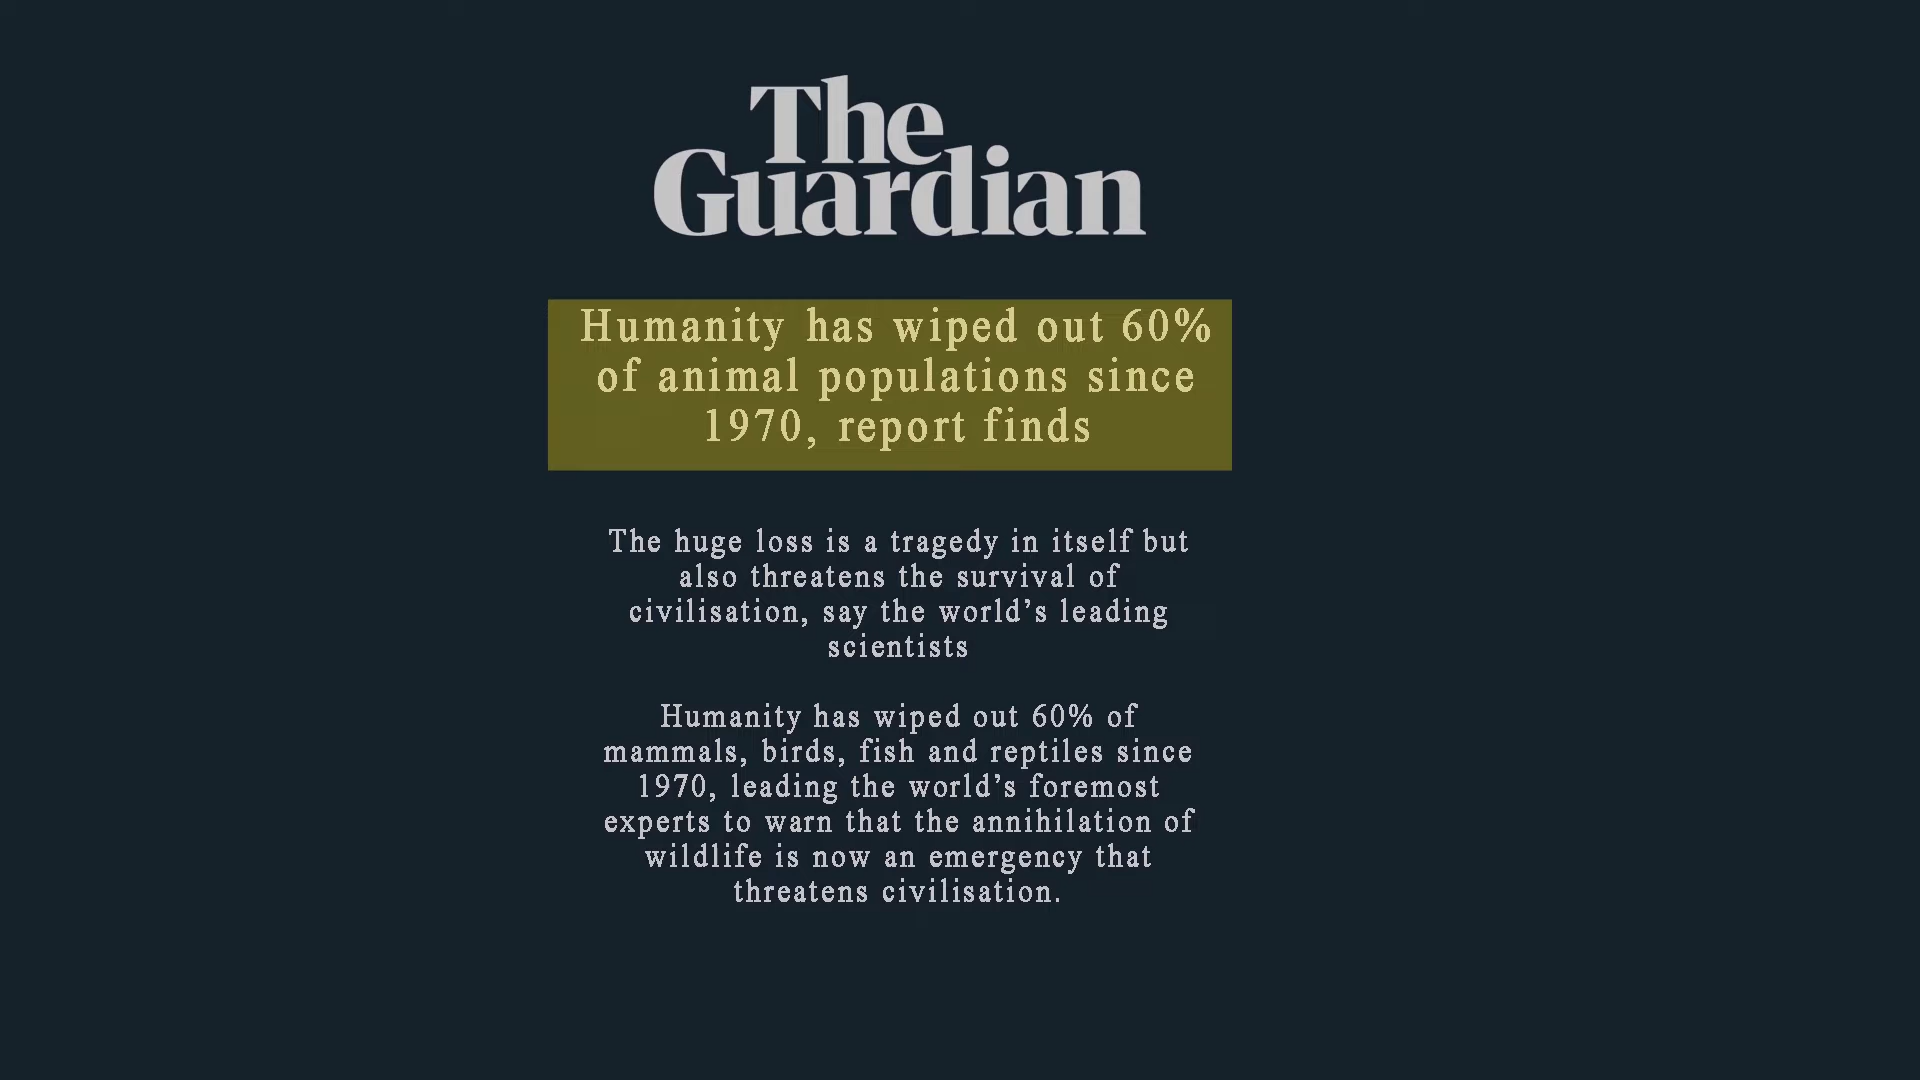 The
Guardian
Humanity has wiped out 60%
of animal populations since
1970, report finds
The huge loss is a tragedy in itself but
also threatens the survival of
civilisation, say the world’s leading
scientists
Humanity has wiped out 60% of
mammals, birds, fish and reptiles since
1970, leading the world’s foremost
experts to warn that the annihilation of
wildlife is now an emergency that
threatens civilisation.